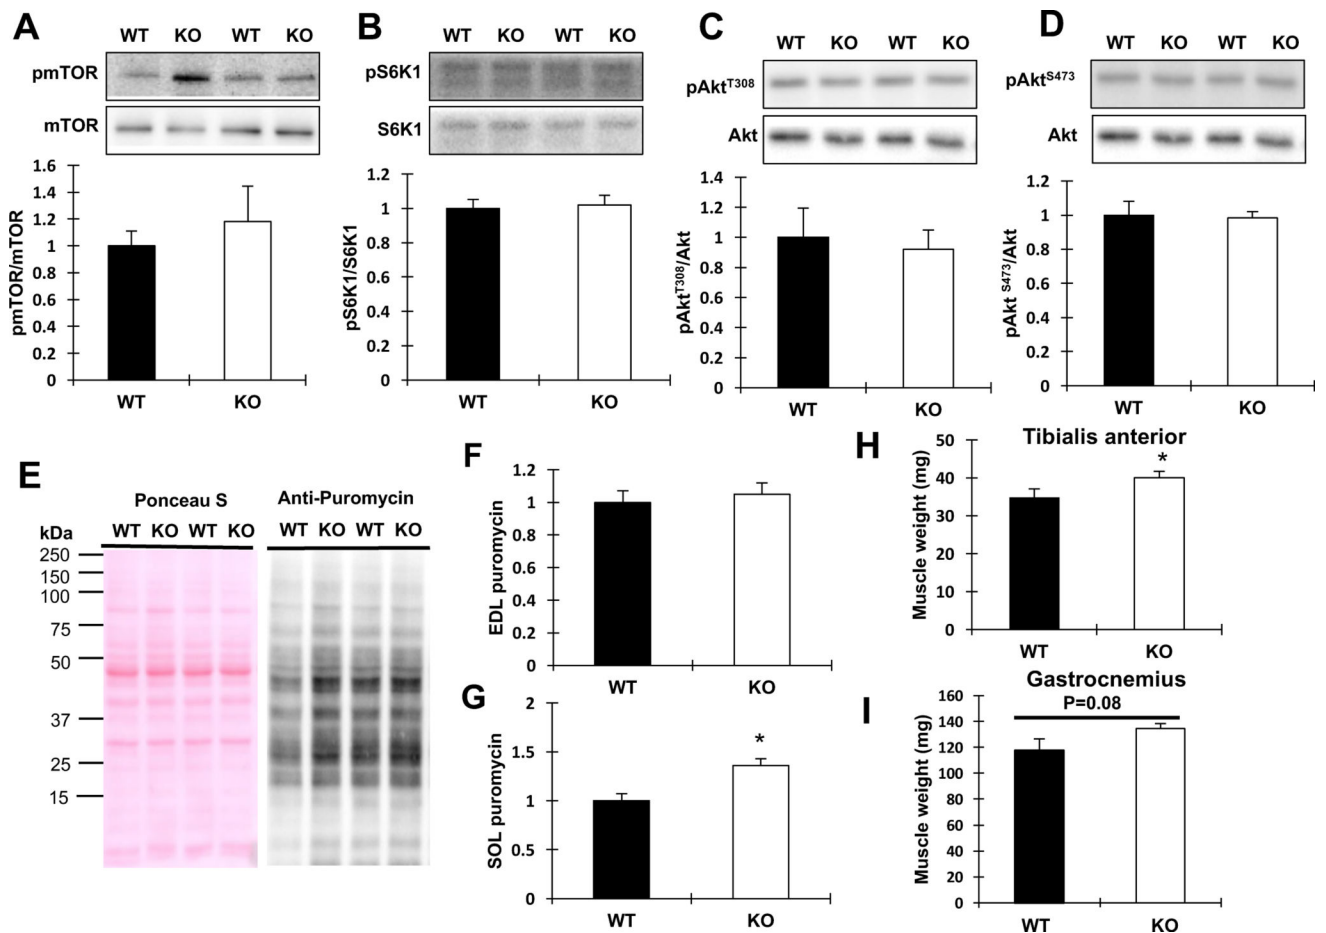 A
WT KO WT KO
pmTOR
mTOR
pmTOR/mTOR
1.6
1.4
1.2
1
0.8
0.6
0.4
0.2
0
WT KO
B
WT KO WT KO
pS6K1
S6K1
pS6K1/S6K1
1.2
1
0.8
0.6
0.4
0.2
0
WT KO
C
WT KO WT KO
pAktT308
Akt
pAktT308/Akt
1.4
1.2
1
0.8
0.6
0.4
0.2
0
WT KO
D
WT KO WT KO
pAktS473
Akt
pAkt S473/Akt
1.2
1
0.8
0.6
0.4
0.2
0
WT KO
E
Ponceau S Anti-Puromycin
kDa WT KO WT KO WT KO WT KO
250
150
100
75
50
37
25
15
F
EDL puromycin
1.2
1
0.8
0.6
0.4
0.2
0
WT KO
G
SOL puromycin
2
1.5
1
0.5
0
*
WT KO
H
Tibialis anterior
Muscle weight (mg)
50
40
30
20
10
0
*
WT KO
I
Gastrocnemius
P=0.08
Muscle weight (mg)
160
140
120
100
80
60
40
20
0
WT KO